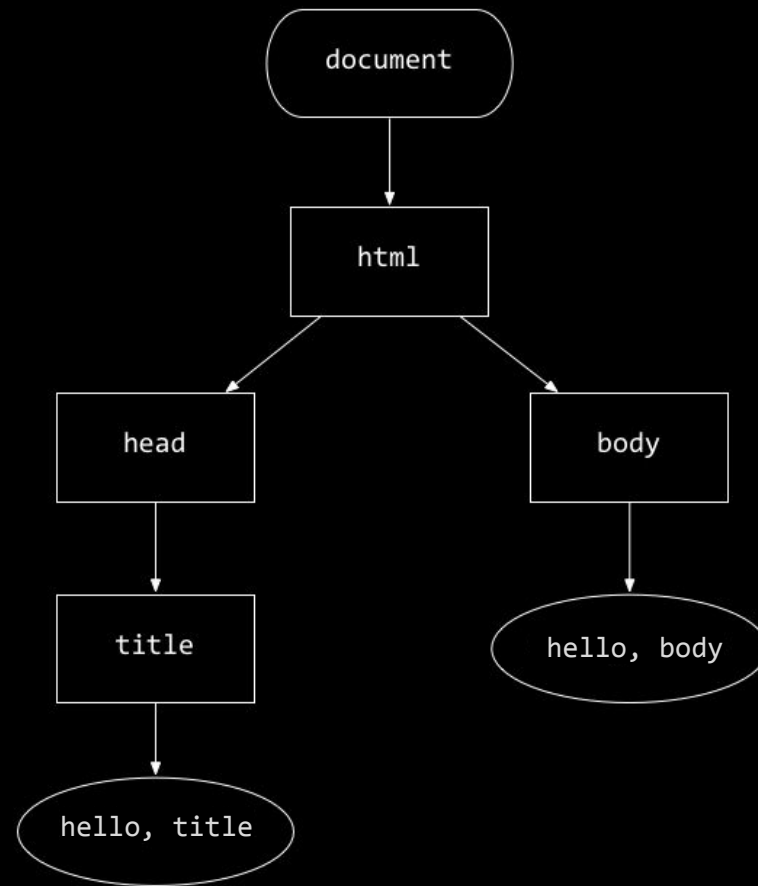 document
html
head
body
title
hello, body
hello, title